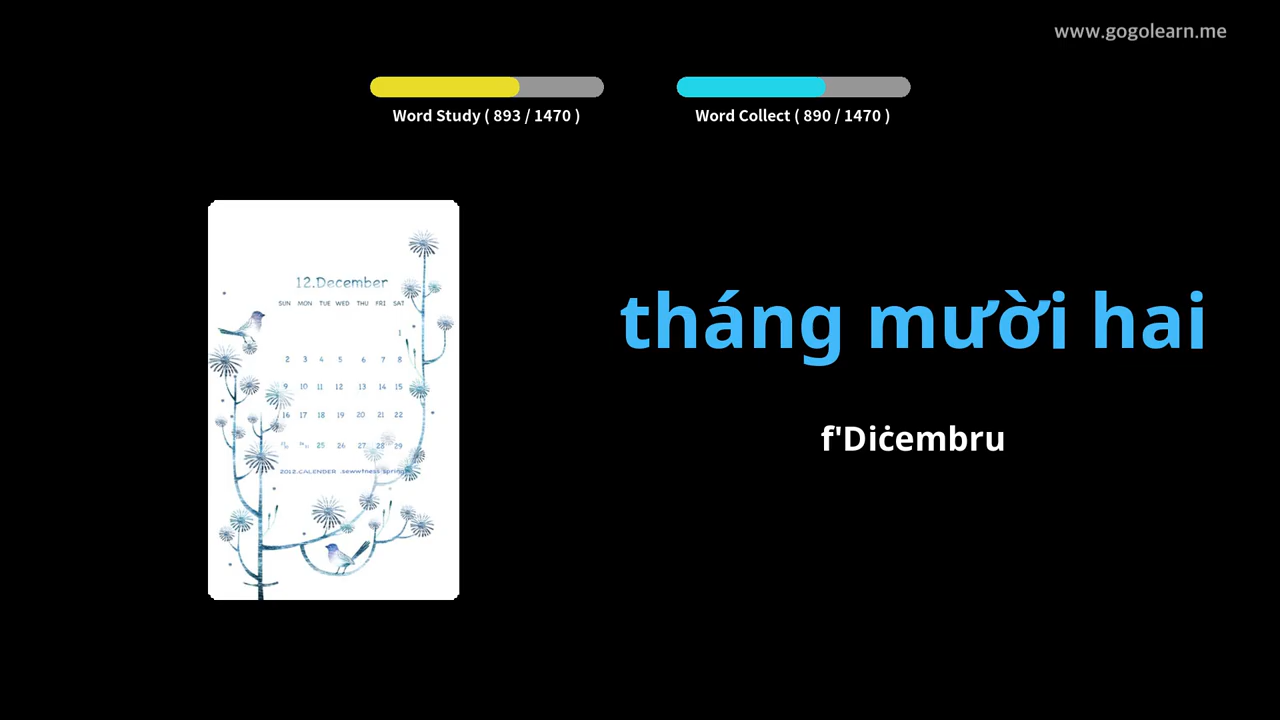 www.gogolearn.me
Word Study ( 893 / 1470 )
Word Collect ( 890 / 1470 )
12.December
SUN MON TUE WED THU FRI SAT
1
2 3 4 5 6 7 8
9 10 11 12 13 14 15
16 17 18 19 20 21 22
25 26 27 28 29
2012.CALENDER
tháng mười hai
f'Diċembru